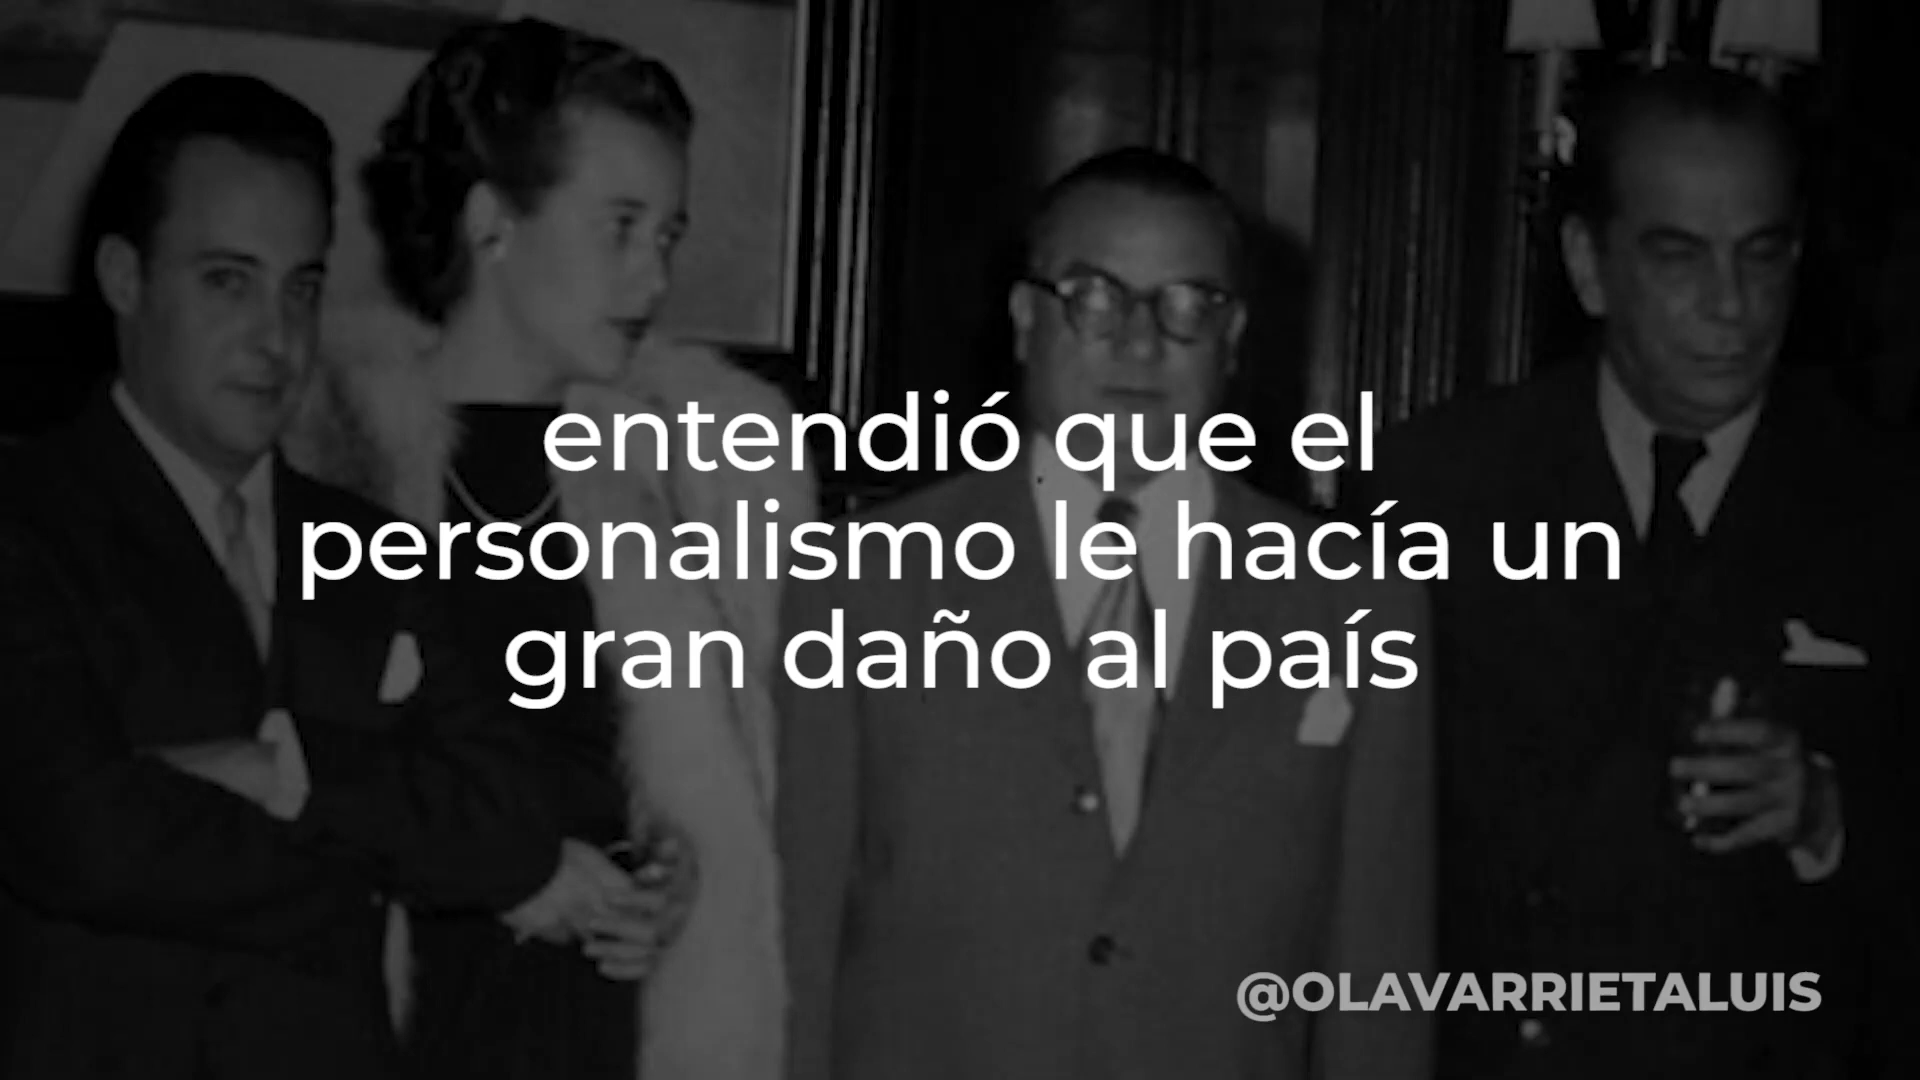 entendió que el
personalismo le hacía un
gran daño al país
@OLAVARRIETALUIS